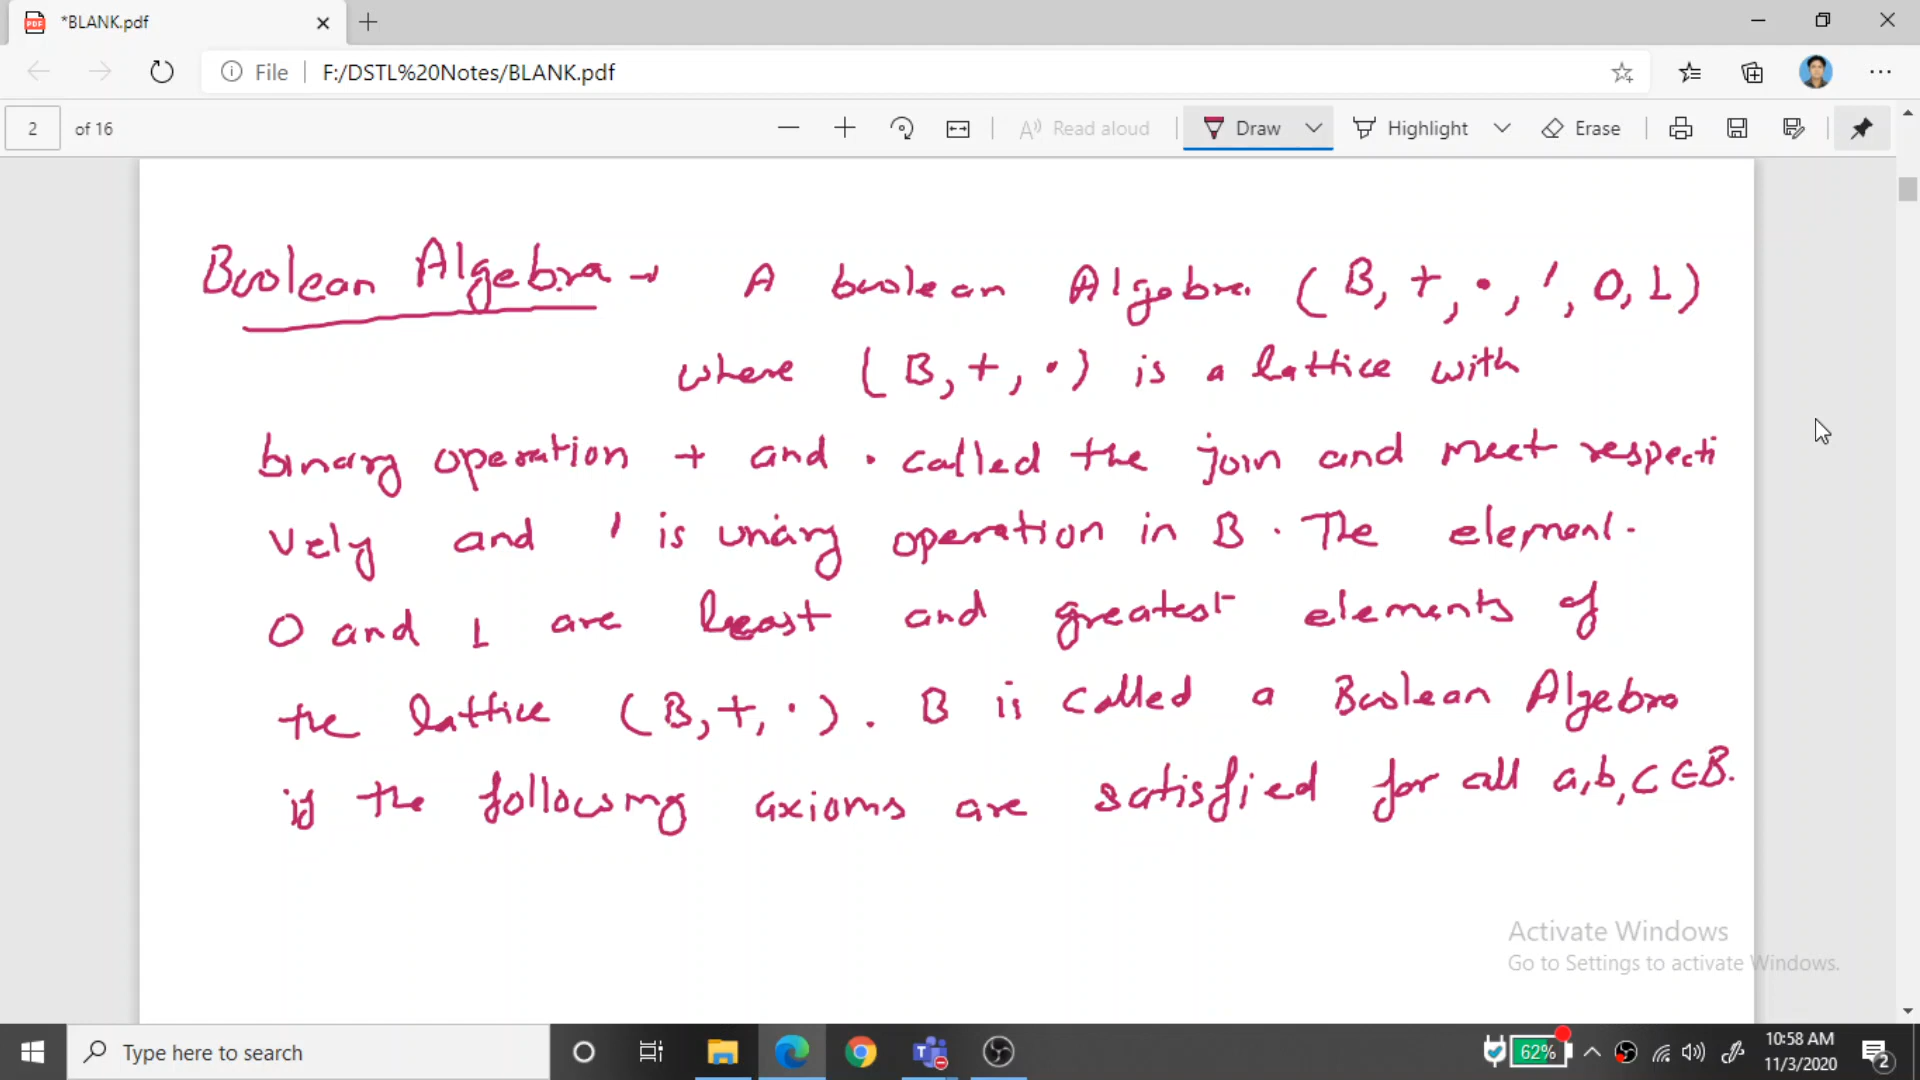 *BLANK.pdf
File F:/DSTL%20Notes/BLANK.pdf
2 of 16 Read aloud Draw Highlight Erase
Boolean Algebra → A boolean Algebra (B, +, •, ', 0, 1)
where (B, +, •) is a lattice with
binary operation + and • called the join and meet respecti
vely and ' is unary operation in B. The element.
0 and 1 are least and greatest elements of
the lattice (B, +, •). B is called a Boolean Algebra
if the following axioms are satisfied for all a,b,c ∈ B.
Activate Windows
Go to Settings to activate Windows.
Type here to search
62%
10:58 AM
11/3/2020
2